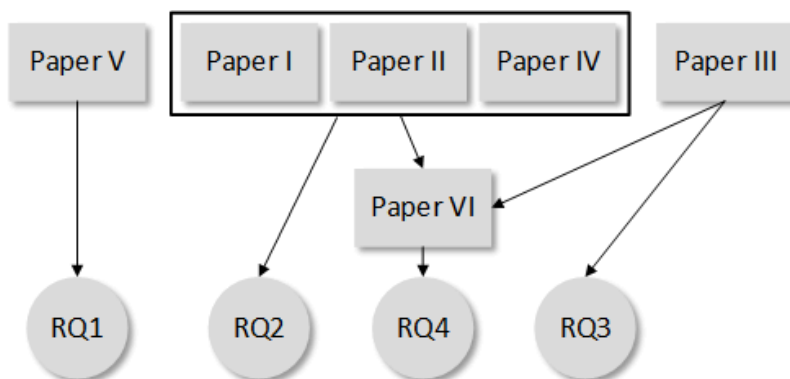 Paper V
Paper I
Paper II
Paper IV
Paper III
Paper VI
RQ1
RQ2
RQ4
RQ3